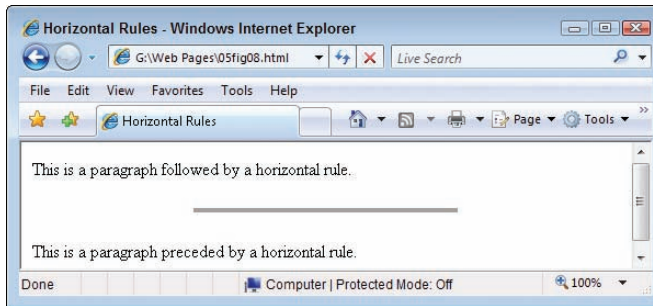 Horizontal Rules - Windows Internet Explorer
G:\Web Pages\05fig08.html
Live Search
File Edit View Favorites Tools Help
Horizontal Rules
Page
Tools
This is a paragraph followed by a horizontal rule.
This is a paragraph preceded by a horizontal rule.
Done
Computer | Protected Mode: Off
100%